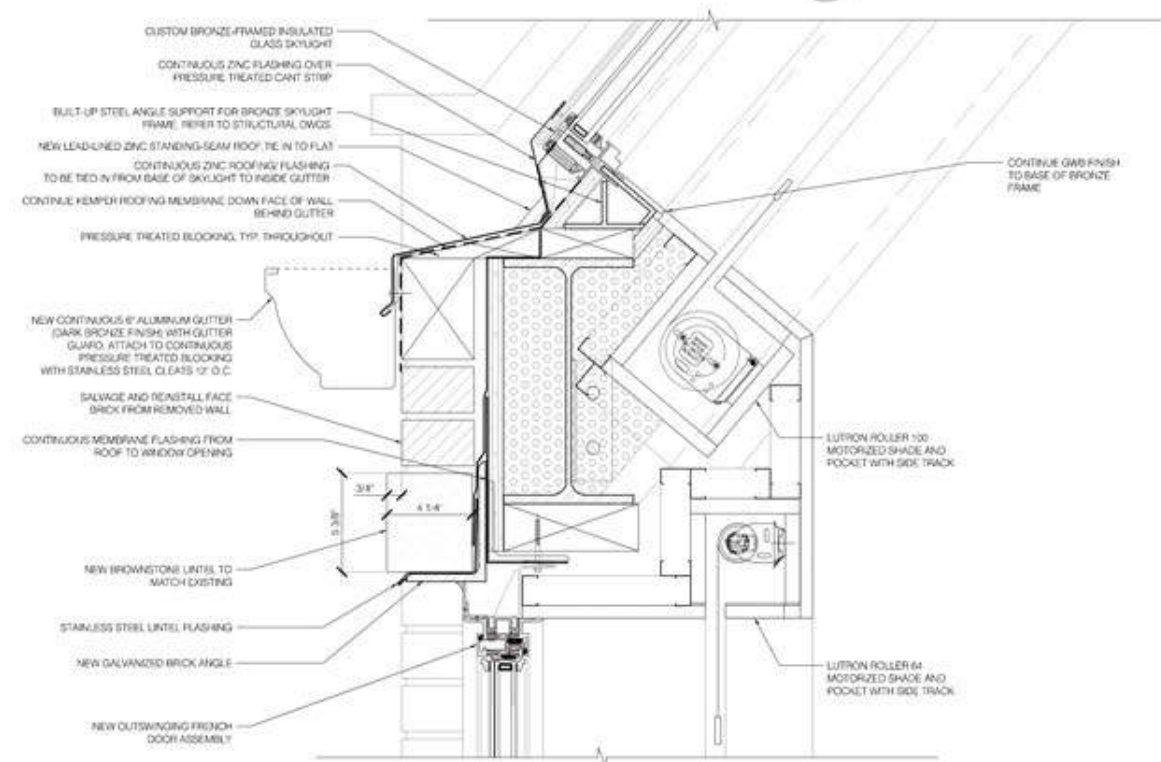 CUSTOM BRONZE-FRAMED INSULATED
GLASS SKYLIGHT
CONTINUOUS ZINC FLASHING OVER
PRESSURE TREATED CANT STRIP
BUILT-UP STEEL ANGLE SUPPORT FOR BRONZE SKYLIGHT
FRAME. REFER TO STRUCTURAL DWGS.
NEW LEAD-LINED ZINC STANDING-SEAM ROOF, TIE IN TO FLAT
CONTINUOUS ZINC ROOFING/ FLASHING
TO BE TIED IN FROM BASE OF SKYLIGHT TO INSIDE GUTTER
CONTINUE KEMPER ROOFING MEMBRANE DOWN FACE OF WALL
BEHIND GUTTER
PRESSURE TREATED BLOCKING, TYP. THROUGHOUT
NEW CONTINUOUS 6" ALUMINUM GUTTER
(DARK BRONZE FINISH) WITH GUTTER
GUARD. ATTACH TO CONTINUOUS
PRESSURE TREATED BLOCKING
WITH STAINLESS STEEL CLEATS 12" O.C.
SALVAGE AND REINSTALL FACE
BRICK FROM REMOVED WALL
CONTINUOUS MEMBRANE FLASHING FROM
ROOF TO WINDOW OPENING
3/4"
4 1/4"
5 3/8"
NEW BROWNSTONE LINTEL TO
MATCH EXISTING
STAINLESS STEEL LINTEL FLASHING
NEW GALVANIZED BRICK ANGLE
NEW OUTSWINGING FRENCH
DOOR ASSEMBLY
CONTINUE GWB FINISH
TO BASE OF BRONZE
FRAME
LUTRON ROLLER 100
MOTORIZED SHADE AND
POCKET WITH SIDE TRACK
LUTRON ROLLER 64
MOTORIZED SHADE AND
POCKET WITH SIDE TRACK